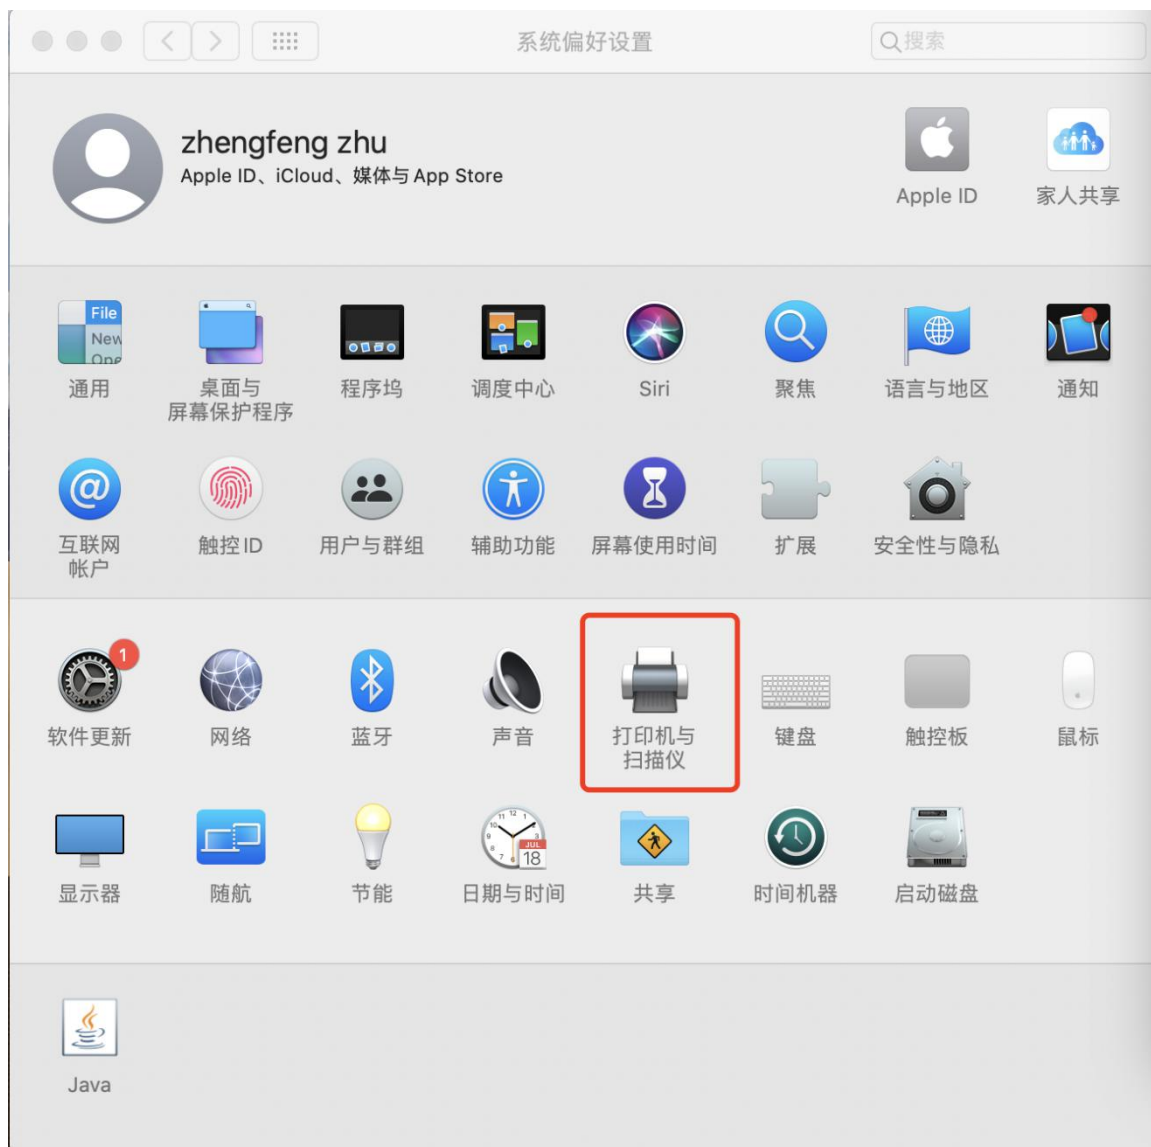 系统偏好设置
搜索
zhengfeng zhu
Apple ID、iCloud、媒体与 App Store
Apple ID
家人共享
File
New
Ope
通用
桌面与
屏幕保护程序
程序坞
调度中心
Siri
聚焦
语言与地区
通知
互联网
帐户
触控 ID
用户与群组
辅助功能
屏幕使用时间
扩展
安全性与隐私
1
软件更新
网络
蓝牙
声音
打印机与
扫描仪
键盘
触控板
鼠标
显示器
随航
节能
JUL
18
日期与时间
共享
时间机器
启动磁盘
Java